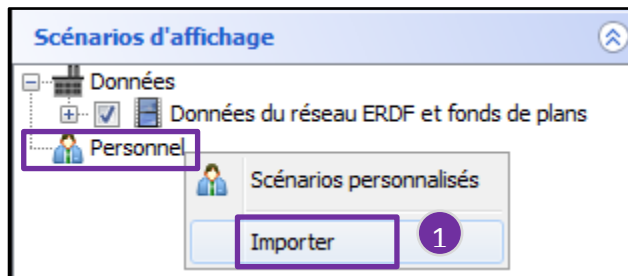 Scénarios d'affichage
Données
Données du réseau ERDF et fonds de plans
Personnel
Scénarios personnalisés
Importer
1